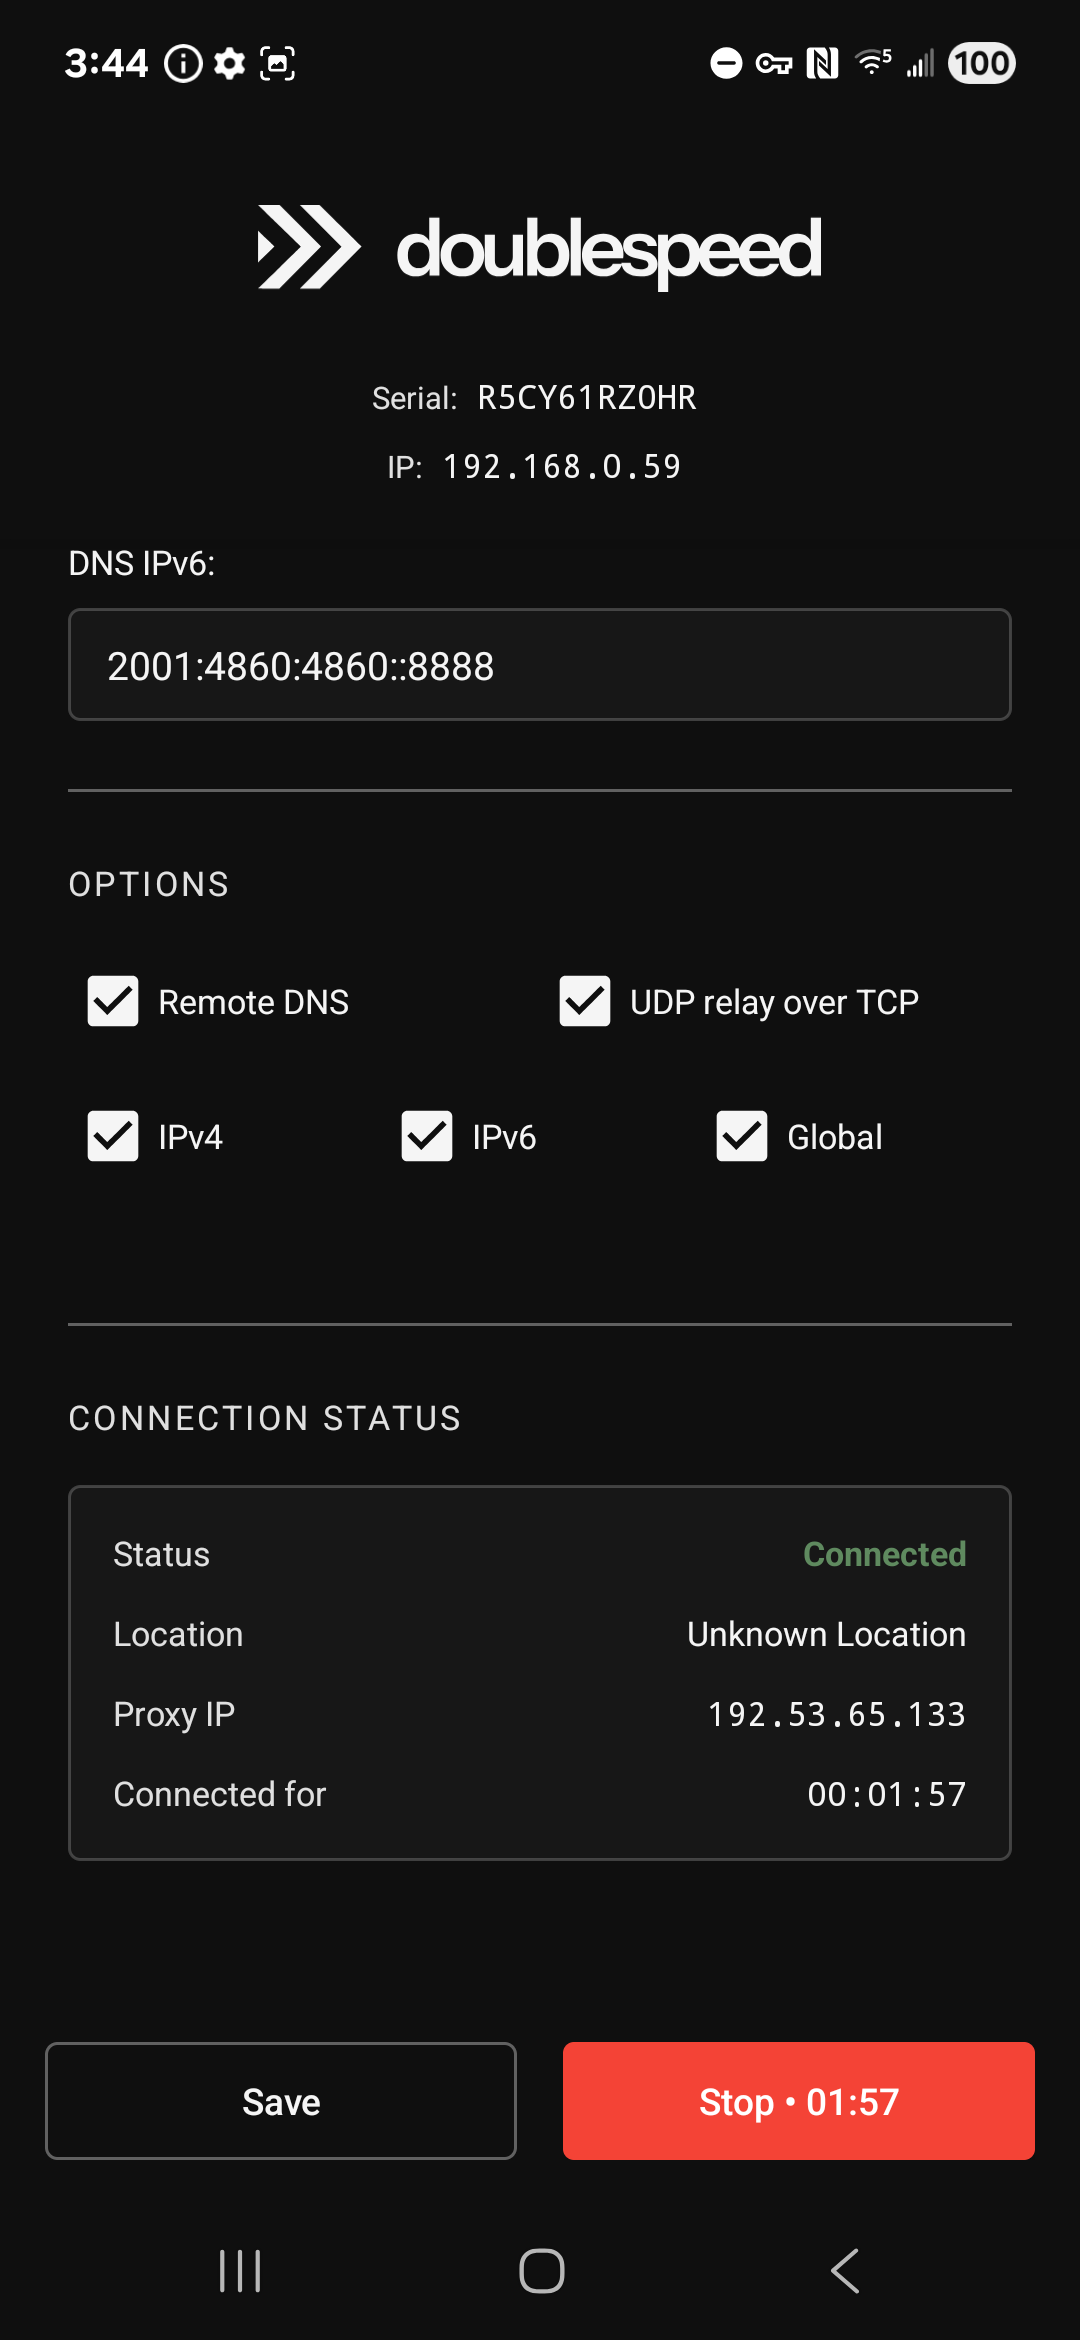 3:44 5 100
doublespeed
Serial: R5CY61RZ0HR
IP: 192.168.0.59
DNS IPv6:
2001:4860:4860::8888
OPTIONS
Remote DNS UDP relay over TCP
IPv4 IPv6 Global
CONNECTION STATUS
Status Connected
Location Unknown Location
Proxy IP 192.53.65.133
Connected for 00:01:57
Save Stop • 01:57